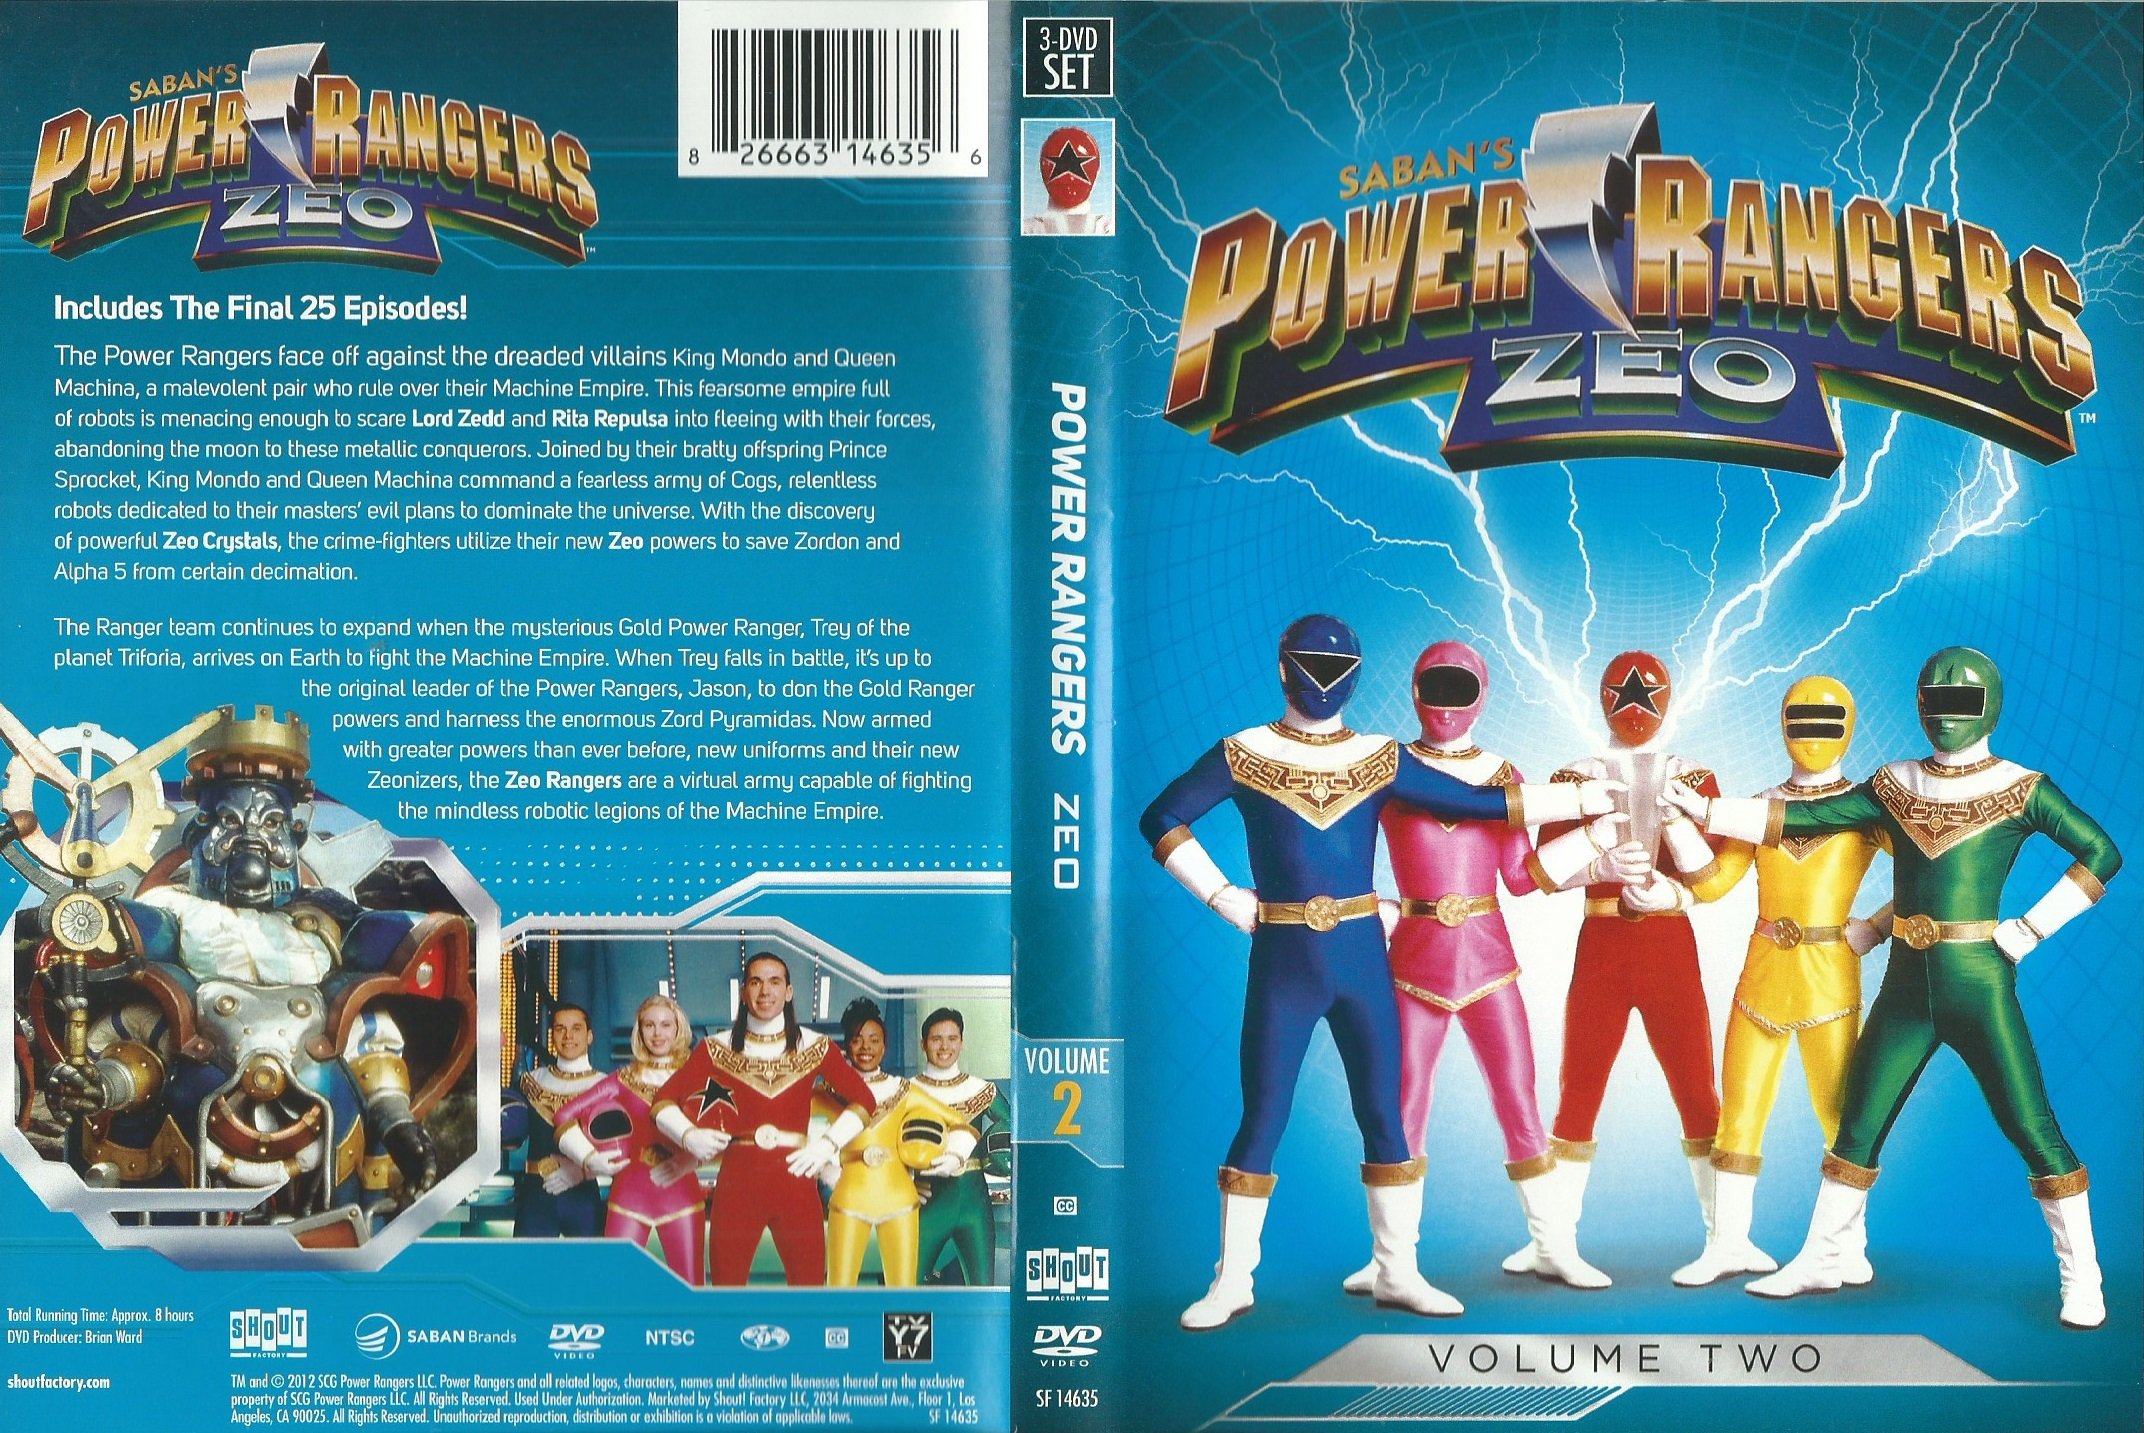 SABAN'S
POWER RANGERS
ZEO
TM
8 26663 14635 6
Includes The Final 25 Episodes!
The Power Rangers face off against the dreaded villains King Mondo and Queen
Machina, a malevolent pair who rule over their Machine Empire. This fearsome empire full
of robots is menacing enough to scare Lord Zedd and Rita Repulsa into fleeing with their forces,
abandoning the moon to these metallic conquerors. Joined by their bratty offspring Prince
Sprocket, King Mondo and Queen Machina command a fearless army of Cogs, relentless
robots dedicated to their masters' evil plans to dominate the universe. With the discovery
of powerful Zeo Crystals, the crime-fighters utilize their new Zeo powers to save Zordon and
Alpha 5 from certain decimation.
The Ranger team continues to expand when the mysterious Gold Power Ranger, Trey of the
planet Triforia, arrives on Earth to fight the Machine Empire. When Trey falls in battle, it's up to
the original leader of the Power Rangers, Jason, to don the Gold Ranger
powers and harness the enormous Zord Pyramidas. Now armed
with greater powers than ever before, new uniforms and their new
Zeonizers, the Zeo Rangers are a virtual army capable of fighting
the mindless robotic legions of the Machine Empire.
Total Running Time: Approx. 8 hours
DVD Producer: Brian Ward
shoutfactory.com
SHOUT
FACTORY
SABAN Brands
DVD
VIDEO
NTSC
1
CC
TV
Y7
FV
TM and © 2012 SCG Power Rangers LLC. Power Rangers and all related logos, characters, names and distinctive likenesses thereof are the exclusive
property of SCG Power Rangers LLC. All Rights Reserved. Used Under Authorization. Marketed by Shout! Factory LLC, 2034 Armacost Ave., Floor 1, Los
Angeles, CA 90025. All Rights Reserved. Unauthorized reproduction, distribution or exhibition is a violation of applicable laws.
SF 14635
3-DVD
SET
POWER RANGERS ZEO
VOLUME
2
CC
SHOUT
FACTORY
DVD
VIDEO
SF 14635
SABAN'S
POWER RANGERS
ZEO
TM
VOLUME TWO